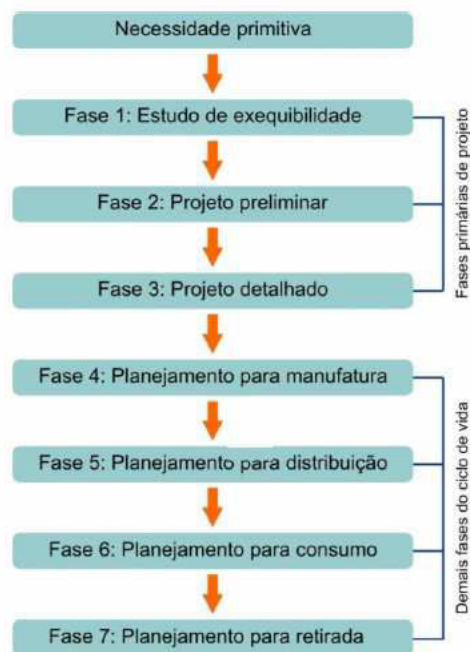 Necessidade primitiva
Fase 1: Estudo de exequibilidade
Fase 2: Projeto preliminar
Fase 3: Projeto detalhado
Fases primárias de projeto
Fase 4: Planejamento para manufatura
Fase 5: Planejamento para distribuição
Fase 6: Planejamento para consumo
Fase 7: Planejamento para retirada
Demais fases do ciclo de vida